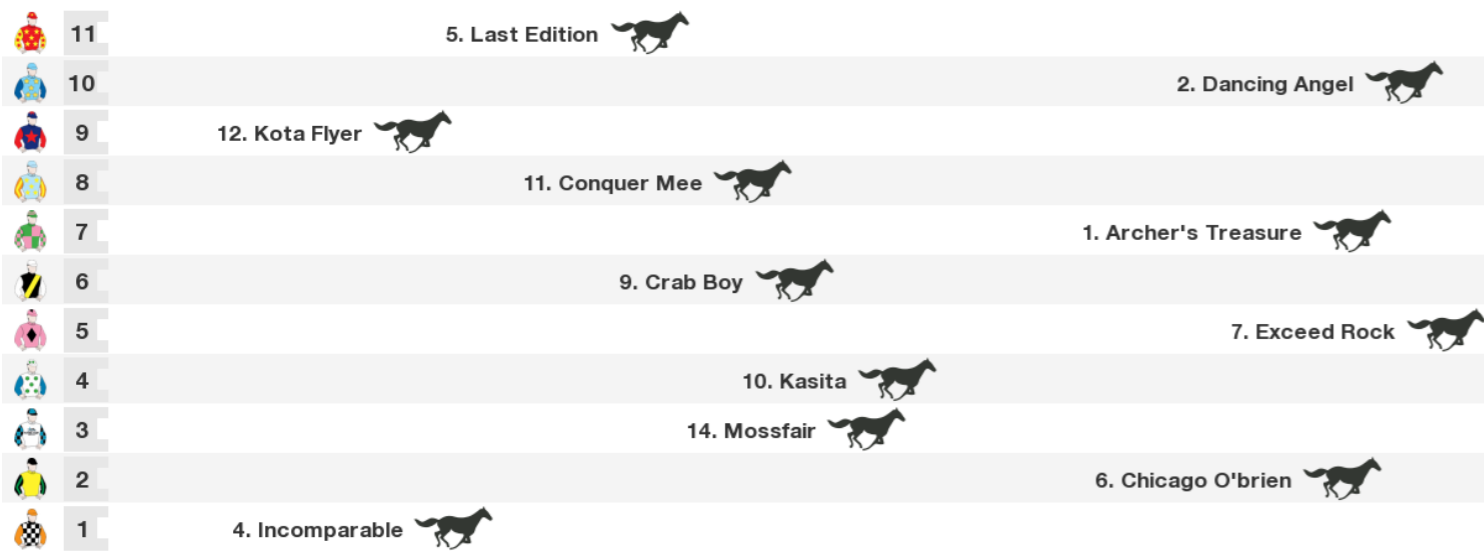 11 5. Last Edition
10 2. Dancing Angel
9 12. Kota Flyer
8 11. Conquer Mee
7 1. Archer's Treasure
6 9. Crab Boy
5 7. Exceed Rock
4 10. Kasita
3 14. Mossfair
2 6. Chicago O'brien
1 4. Incomparable